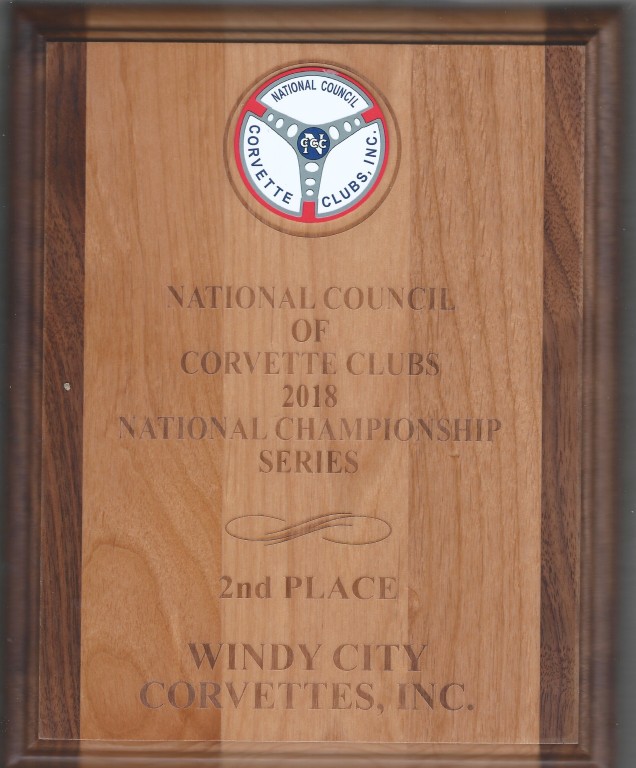 NATIONAL COUNCIL
NCCC
CORVETTE CLUBS, INC.
NATIONAL COUNCIL
OF
CORVETTE CLUBS
2018
NATIONAL CHAMPIONSHIP
SERIES
2nd PLACE
WINDY CITY
CORVETTES, INC.